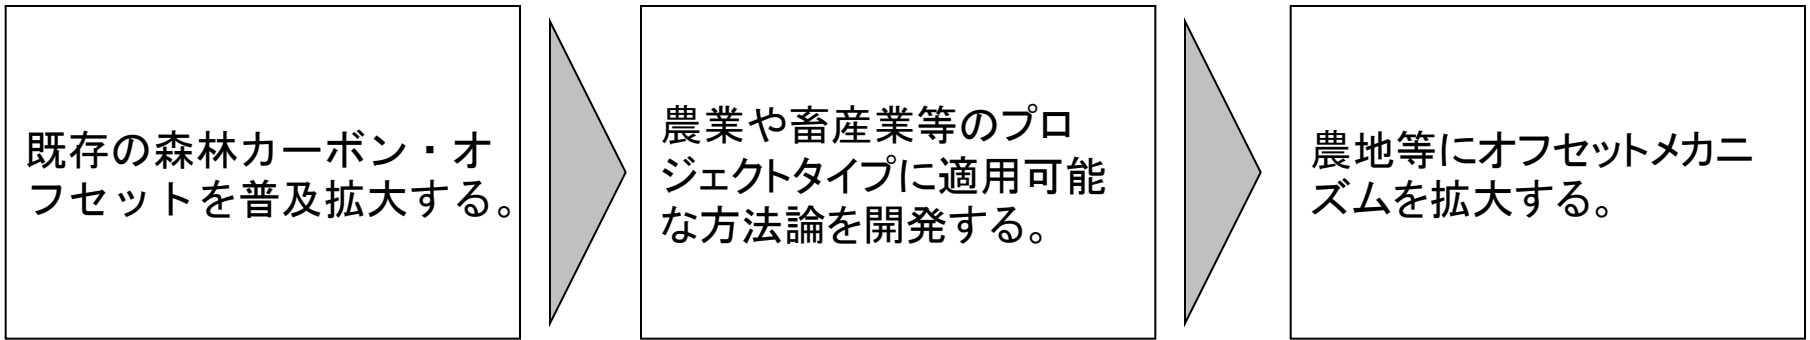 既存の森林カーボン・オ
フセットを普及拡大する。
農業や畜産業等のプロ
ジェクトタイプに適用可能
な方法論を開発する。
農地等にオフセットメカニ
ズムを拡大する。